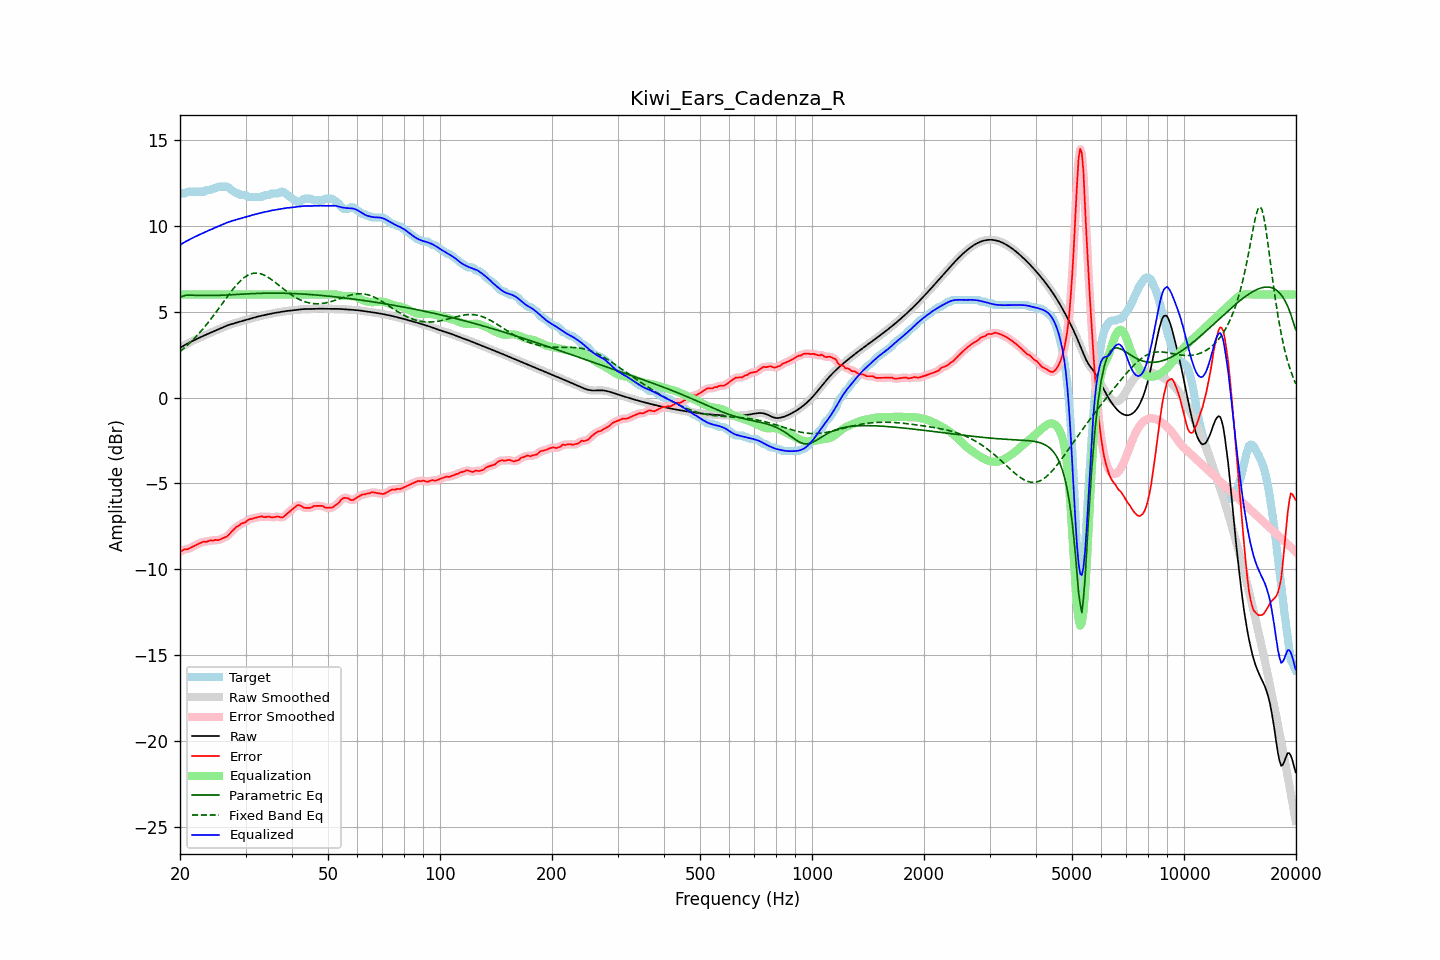 Kiwi_Ears_Cadenza_R
15
10
5
0
−5
−10
−15
−20
−25
Amplitude (dBr)
Target
Raw Smoothed
Error Smoothed
Raw
Error
Equalization
Parametric Eq
Fixed Band Eq
Equalized
20 50 100 200 500 1000 2000 5000 10000 20000
Frequency (Hz)